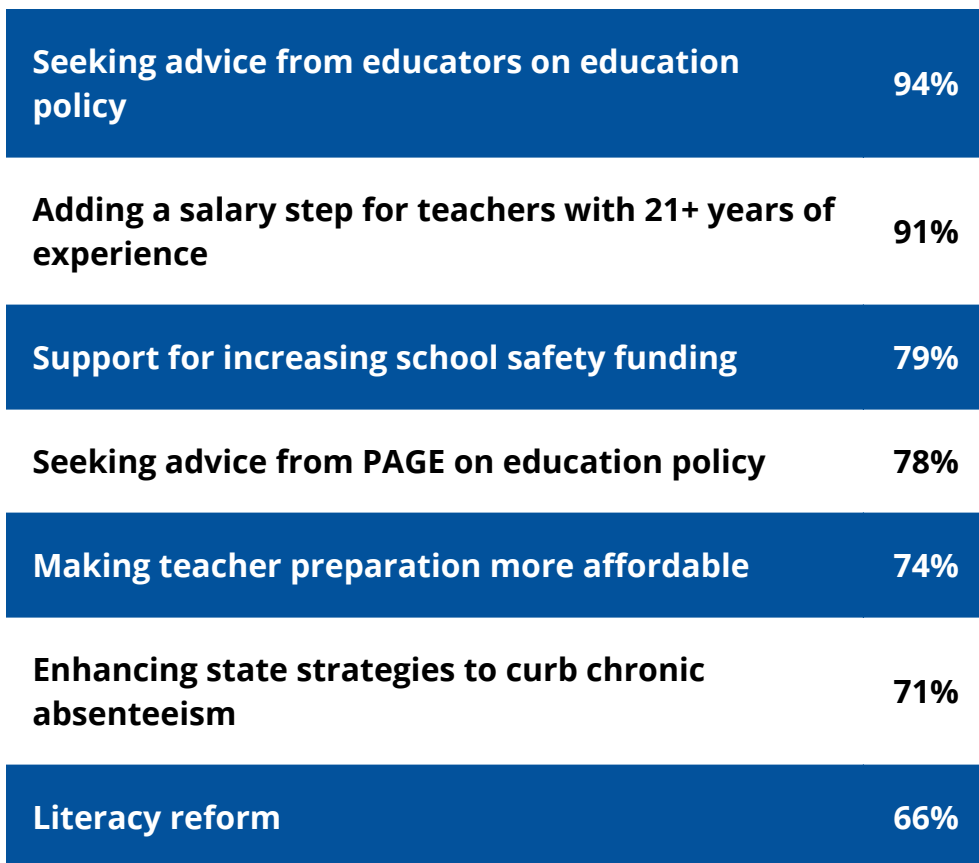 Seeking advice from educators on education
policy
94%
Adding a salary step for teachers with 21+ years of
experience
91%
Support for increasing school safety funding
79%
Seeking advice from PAGE on education policy
78%
Making teacher preparation more affordable
74%
Enhancing state strategies to curb chronic
absenteeism
71%
Literacy reform
66%